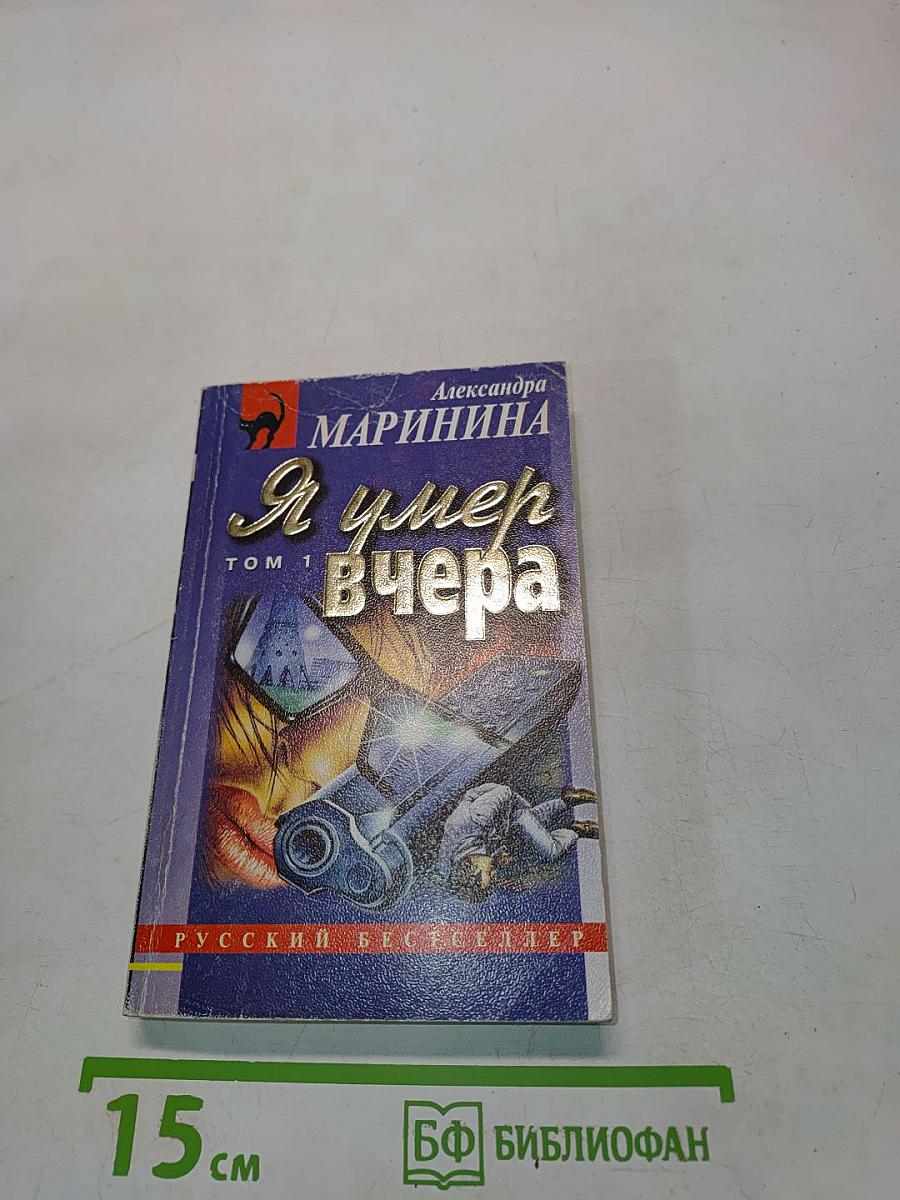 Александра
МАРИНИНА
Я умер
ТОМ 1
вчера
РУССКИЙ БЕСТСЕЛЛЕР
15 см
БФ БИБЛИОФАН